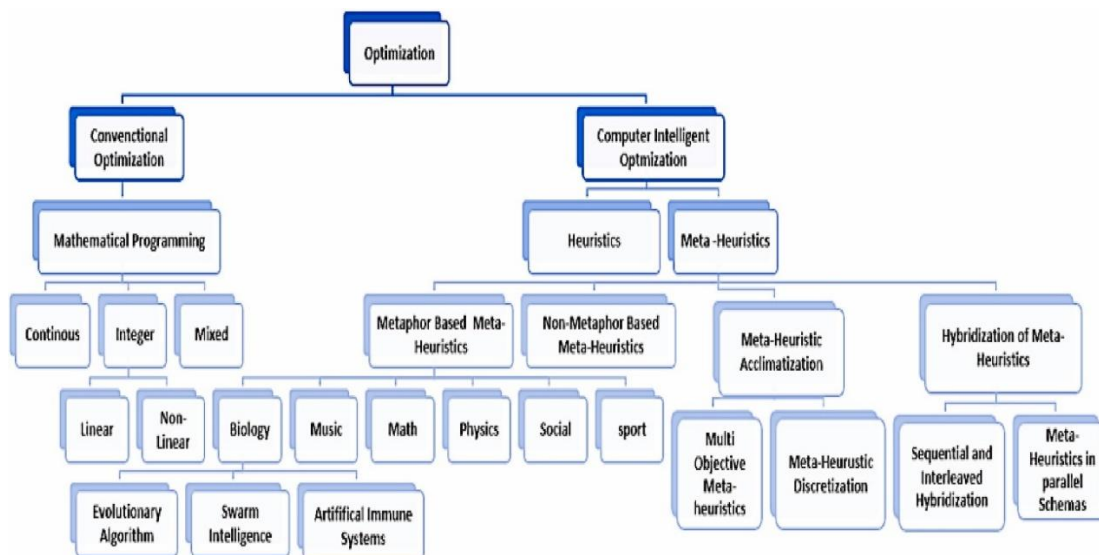 Optimization
Convenctional
Optimization
Computer Intelligent
Optmization
Mathematical Programming
Heuristics
Meta -Heuristics
Continous
Integer
Mixed
Metaphor Based Meta-
Heuristics
Non-Metaphor Based
Meta-Heuristics
Meta-Heuristic
Acclimatization
Hybridization of Meta-
Heuristics
Linear
Non-
Linear
Biology
Music
Math
Physics
Social
sport
Multi
Objective
Meta-
heuristics
Meta-Heurustic
Discretization
Sequential and
Interleaved
Hybridization
Meta-
Heuristics in
parallel
Schemas
Evolutionary
Algorithm
Swarm
Intelligence
Artififical Immune
Systems